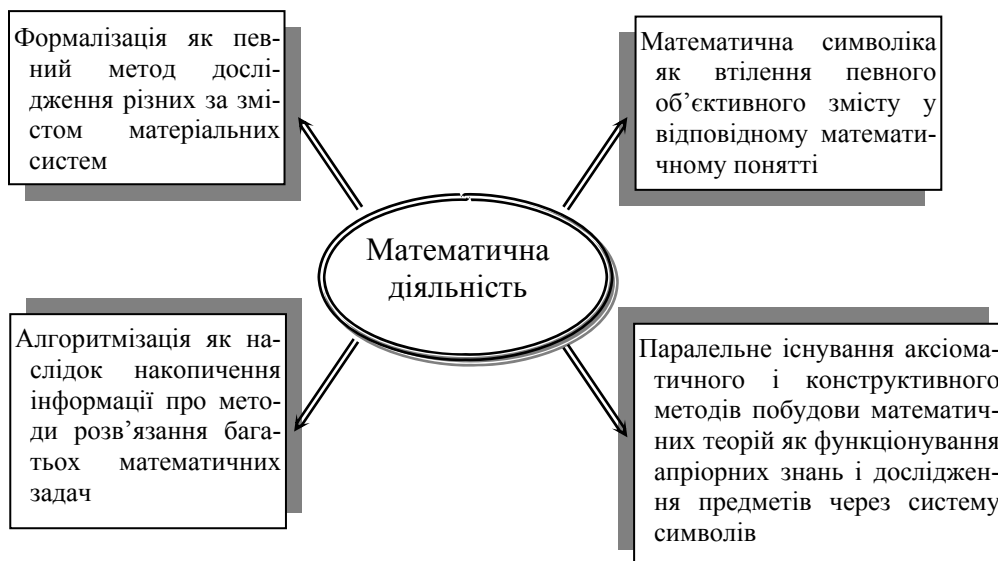 Формалізація як пев-
ний метод дослі-
дження різних за змі-
стом матеріальних
систем
Математична символіка
як втілення певного
об’єктивного змісту у
відповідному математи-
чному понятті
Математична
діяльність
Алгоритмізація як на-
слідок накопичення
інформації про мето-
ди розв’язання бага-
тьох математичних
задач
Паралельне існування аксіома-
тичного і конструктивного
методів побудови математич-
них теорій як функціонування
апріорних знань і дослідже­н-
ня предметів через систему
символів